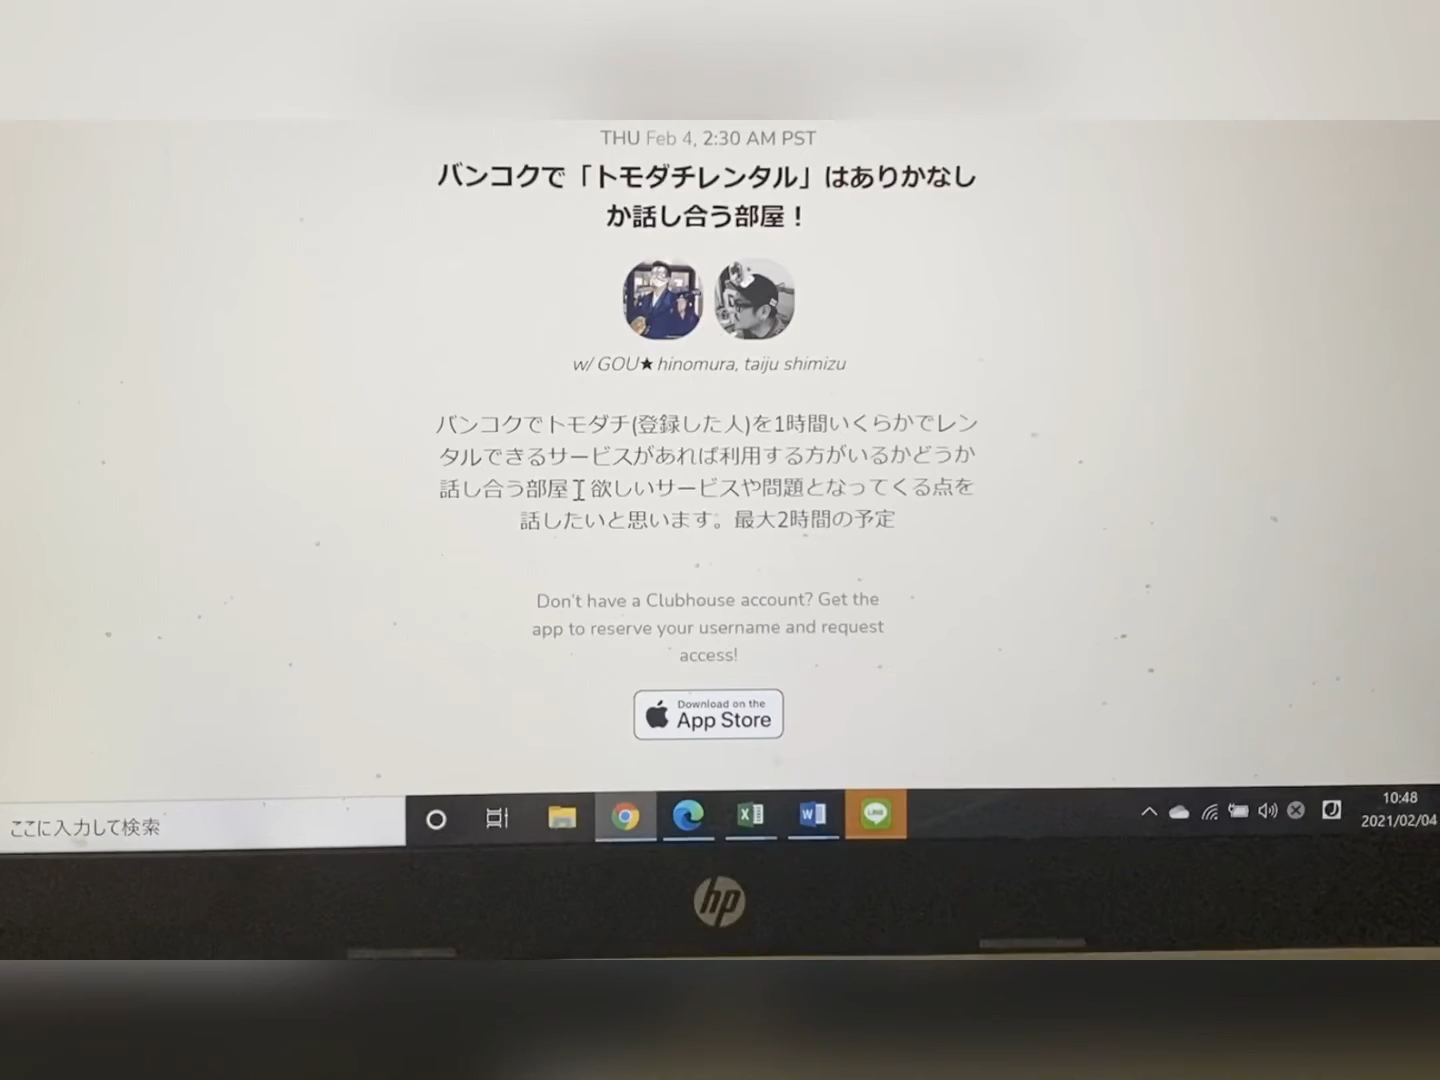 THU Feb 4, 2:30 AM PST
バンコクで「トモダチレンタル」はありかなし
か話し合う部屋！
w/ GOU★hinomura, taiju shimizu
バンコクでトモダチ(登録した人)を1時間いくらかでレン
タルできるサービスがあれば利用する方がいるかどうか
話し合う部屋 欲しいサービスや問題となってくる点を
話したいと思います。最大2時間の予定
Don't have a Clubhouse account? Get the
app to reserve your username and request
access!
Download on the
App Store
ここに入力して検索
LINE
10:48
2021/02/04
hp